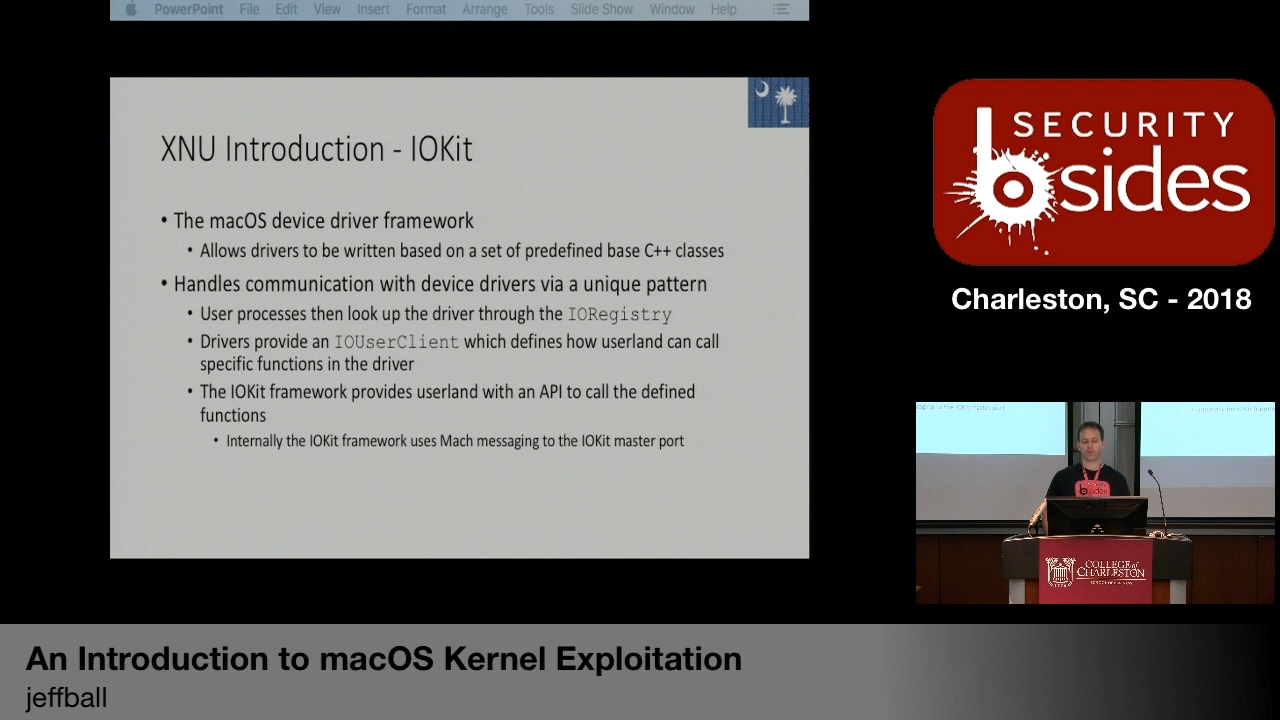 PowerPoint File Edit View Insert Format Arrange Tools Slide Show Window Help
XNU Introduction - IOKit
• The macOS device driver framework
• Allows drivers to be written based on a set of predefined base C++ classes
• Handles communication with device drivers via a unique pattern
• User processes then look up the driver through the IORegistry
• Drivers provide an IOUserClient which defines how userland can call
specific functions in the driver
• The IOKit framework provides userland with an API to call the defined
functions
• Internally the IOKit framework uses Mach messaging to the IOKit master port
SECURITY
bsides
Charleston, SC - 2018
bsides
COLLEGE of
CHARLESTON
SCHOOL OF BUSINESS
An Introduction to macOS Kernel Exploitation
jeffball